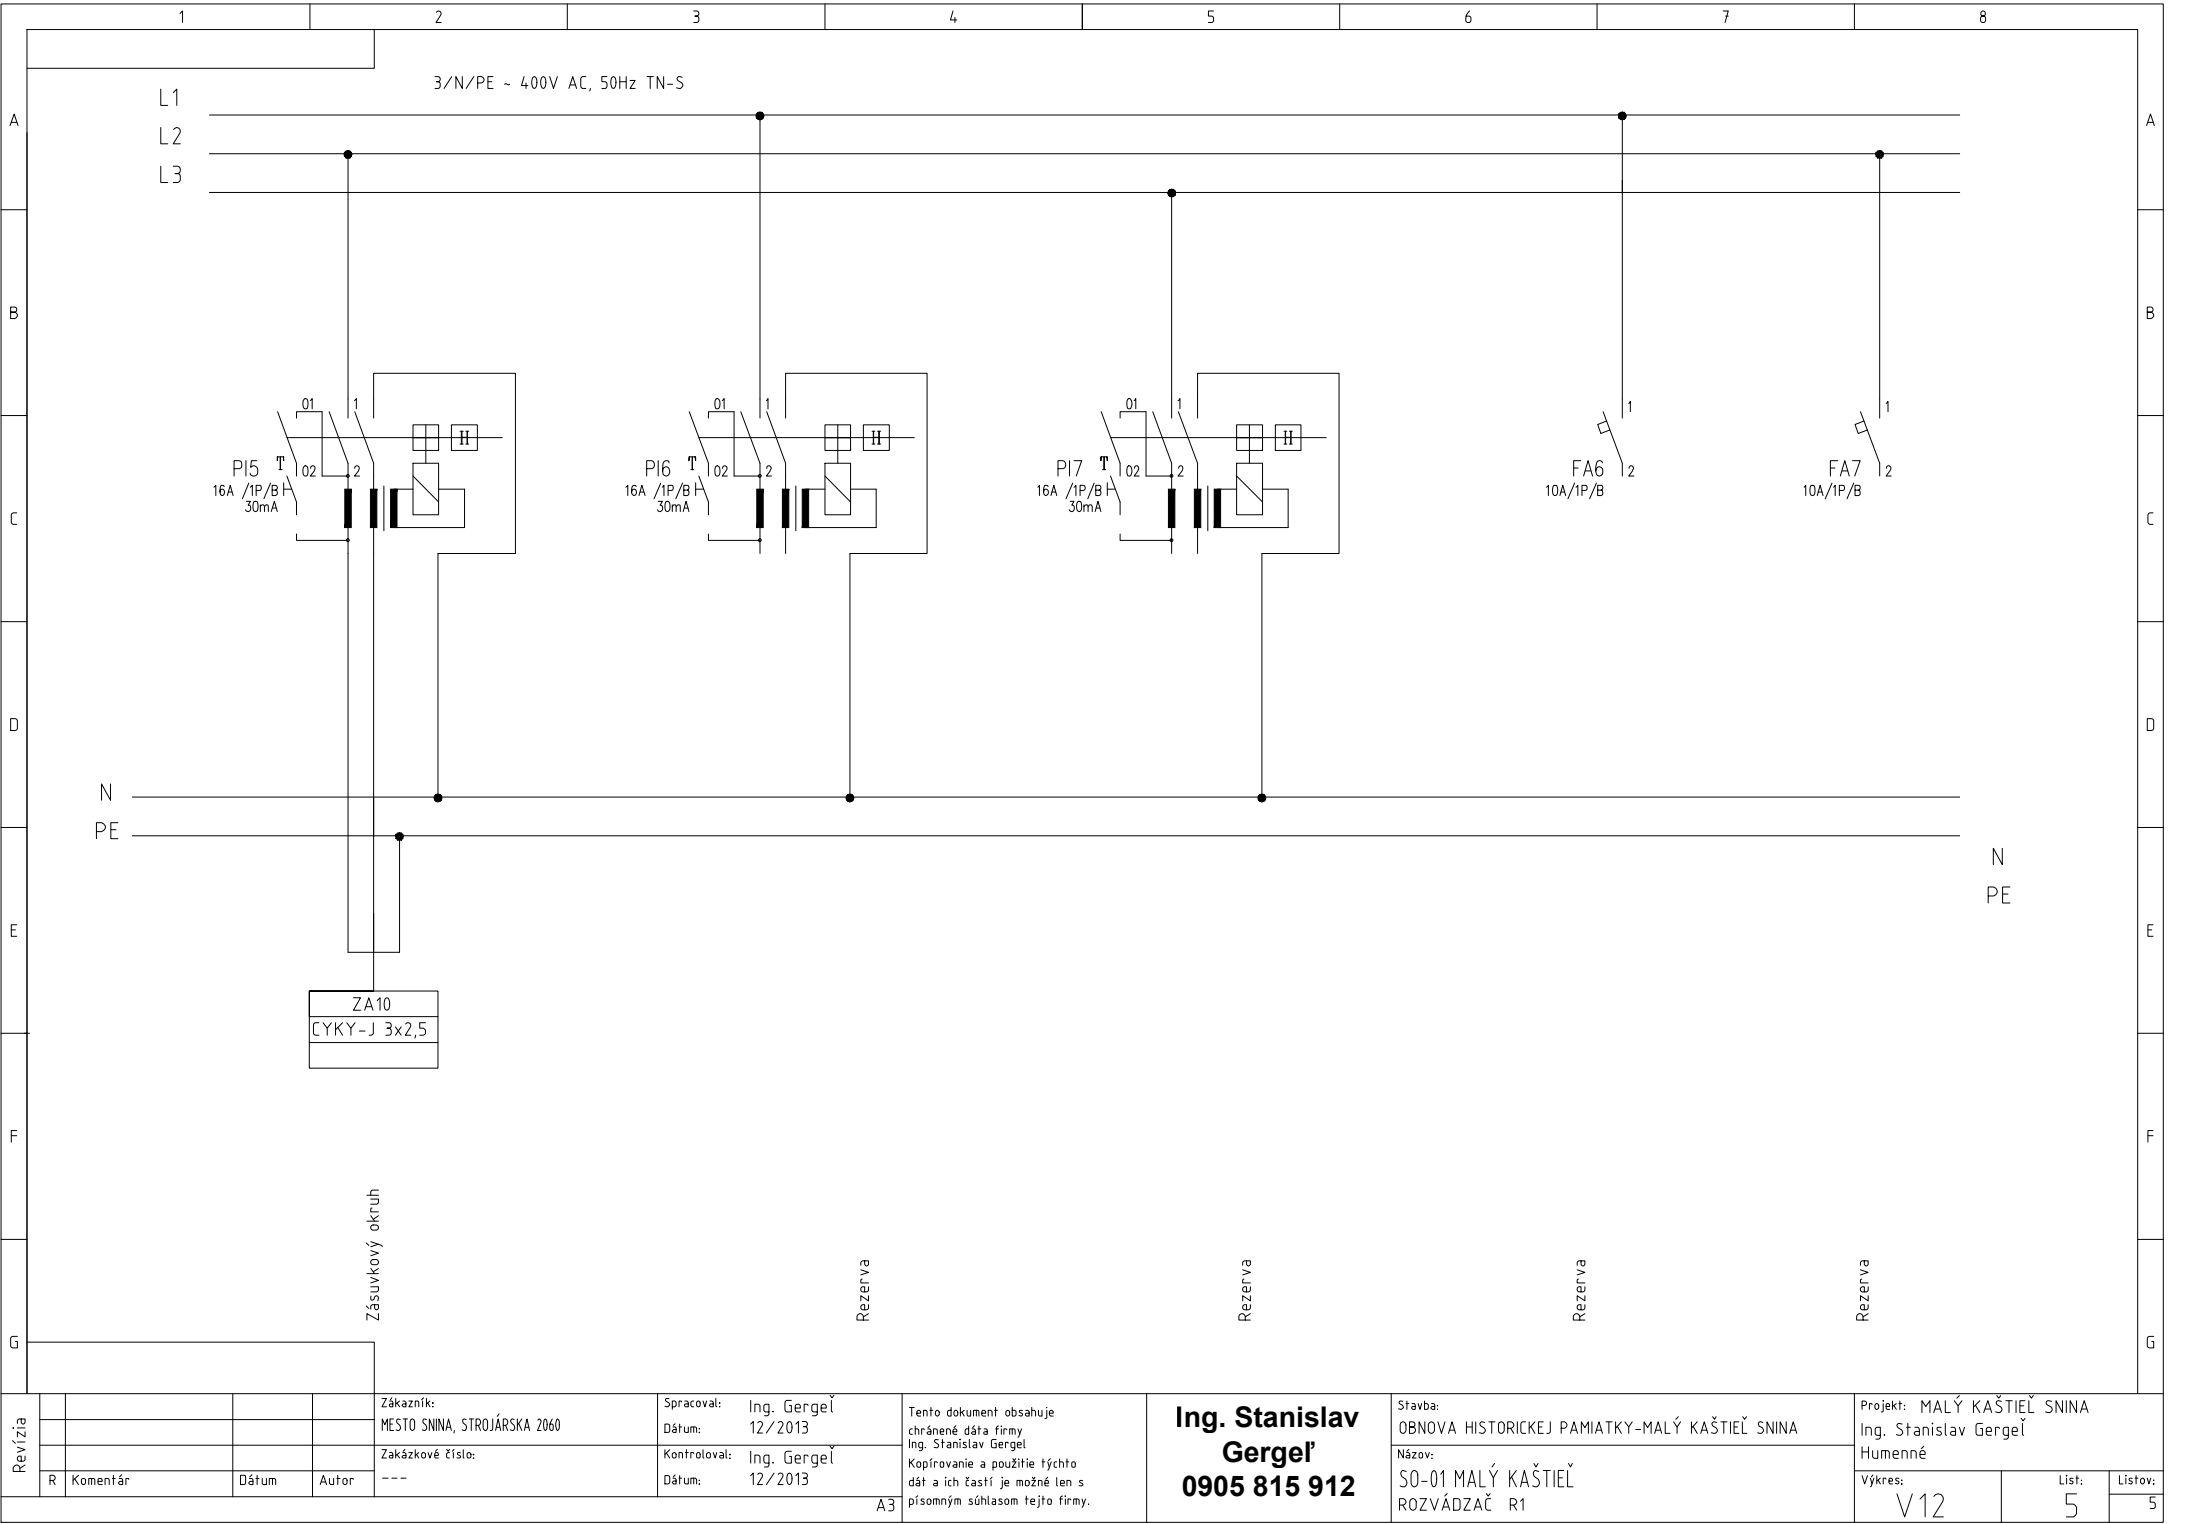 1 2 3 4 5 6 7 8
3/N/PE ~ 400V AC, 50Hz TN-S
L1
A A
L2
L3
B B
01 1 01 1 01 1 1 1
H H H
PI5 T 02 2 PI6 T 02 2 PI7 T 02 2 FA6 2 FA7 2
16A /1P/B 16A /1P/B 16A /1P/B 10A/1P/B 10A/1P/B
30mA 30mA 30mA
C C
D D
N
PE
N
PE
E E
ZA10
CYKY-J 3x2,5
F F
Zásuvkový okruh
Rezerva
Rezerva
Rezerva
Rezerva
G G
Revízia
R Komentár Dátum Autor
Zákazník:
MESTO SNINA, STROJÁRSKA 2060
Zakázkové číslo:
---
Spracoval: Ing. Gergeľ
Dátum: 12/2013
Kontroloval: Ing. Gergeľ
Dátum: 12/2013
A3
Tento dokument obsahuje
chránené dáta firmy
Ing. Stanislav Gergel
Kopírovanie a použitie týchto
dát a ich častí je možné len s
písomným súhlasom tejto firmy.
Ing. Stanislav
Gergeľ
0905 815 912
Stavba:
OBNOVA HISTORICKEJ PAMIATKY-MALÝ KAŠTIEĽ SNINA
Názov:
SO-01 MALÝ KAŠTIEĽ
ROZVÁDZAČ R1
Projekt: MALÝ KAŠTIEĽ SNINA
Ing. Stanislav Gergeľ
Humenné
Výkres: List: Listov:
V12 5 5